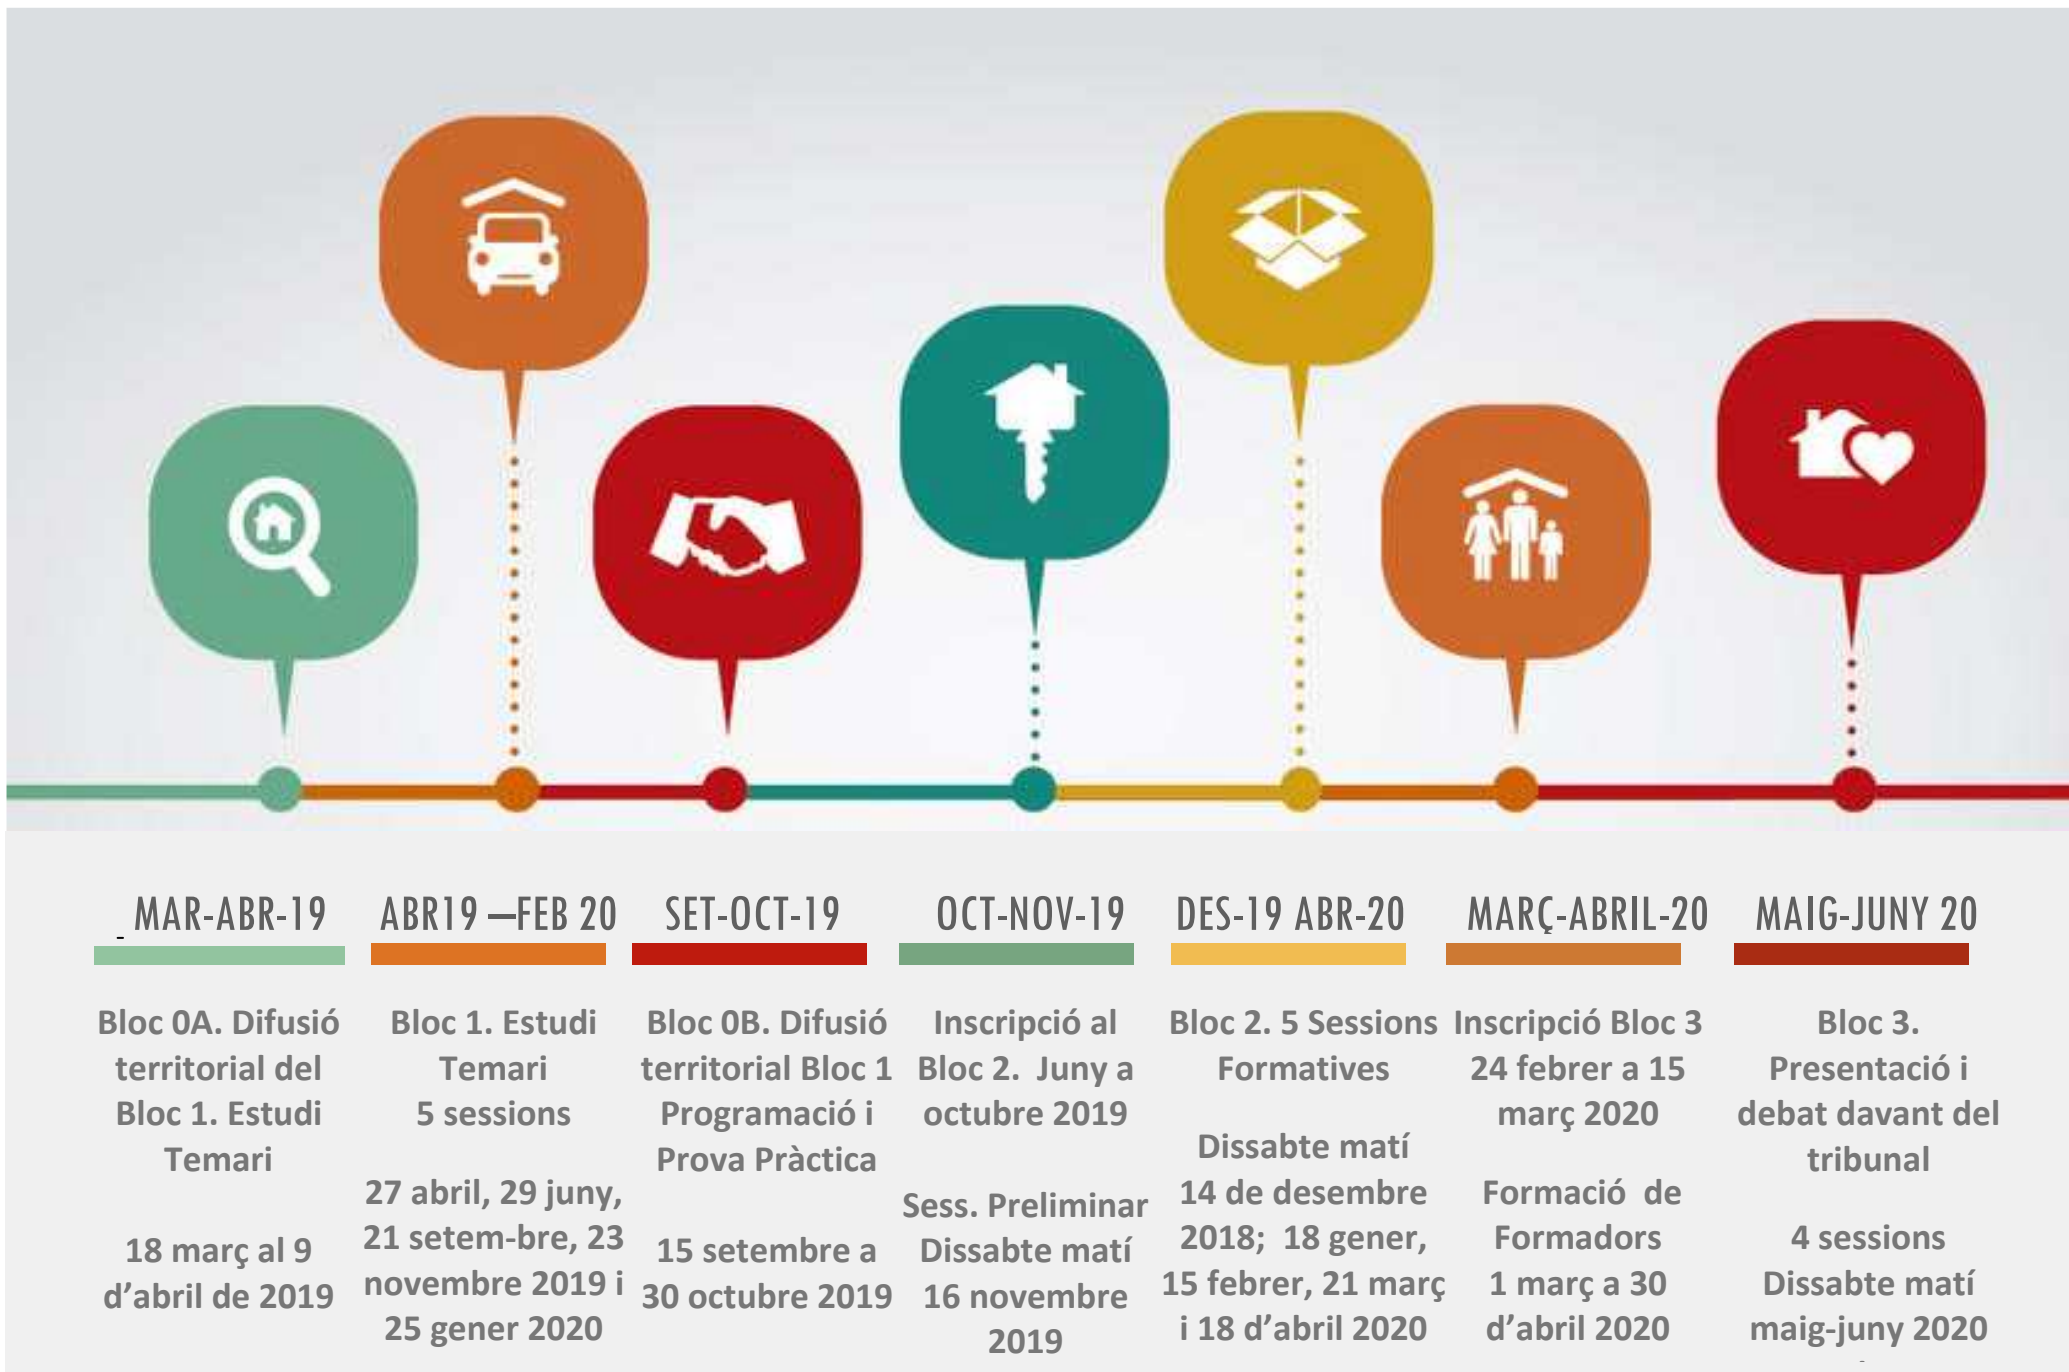 MAR-ABR-19
Bloc 0A. Difusió
territorial del
Bloc 1. Estudi
Temari
18 març al 9
d’abril de 2019
ABR19 –FEB 20
Bloc 1. Estudi
Temari
5 sessions
27 abril, 29 juny,
21 setem-bre, 23
novembre 2019 i
25 gener 2020
SET-OCT-19
Bloc 0B. Difusió
territorial Bloc 1
Programació i
Prova Pràctica
15 setembre a
30 octubre 2019
OCT-NOV-19
Inscripció al
Bloc 2.  Juny a
octubre 2019
Sess. Preliminar
Dissabte matí
16 novembre
2019
DES-19 ABR-20
Bloc 2. 5 Sessions
Formatives
Dissabte matí
14 de desembre
2018;  18 gener,
15 febrer, 21 març
i 18 d’abril 2020
MARÇ-ABRIL-20
Inscripció Bloc 3
24 febrer a 15
març 2020
Formació  de
Formadors
1 març a 30
d’abril 2020
MAIG-JUNY 20
Bloc 3.
Presentació i
debat davant del
tribunal
4 sessions
Dissabte matí
maig-juny 2020